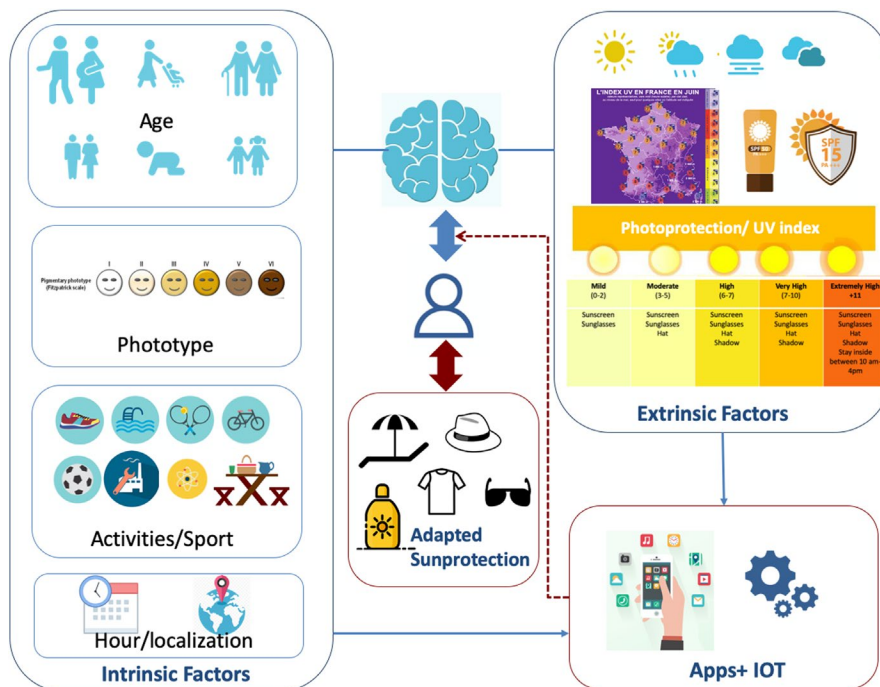 Age
I II III IV V VI
Pigmentary phototype
(Fitzpatrick scale)
Phototype
Activities/Sport
Hour/localization
Intrinsic Factors
Adapted
Sunprotection
L'INDEX UV EN FRANCE EN JUIN
SPF
SPF
15
Photoprotection/ UV index
Mild
(0-2)
Sunscreen
Sunglasses
Moderate
(3-5)
Sunscreen
Sunglasses
Hat
High
(6-7)
Sunscreen
Sunglasses
Hat
Shadow
Very High
(7-10)
Sunscreen
Sunglasses
Hat
Shadow
Extremely High
+11
Sunscreen
Sunglasses
Hat
Shadow
Stay inside
between 10 am-
4pm
Extrinsic Factors
Apps+ IOT